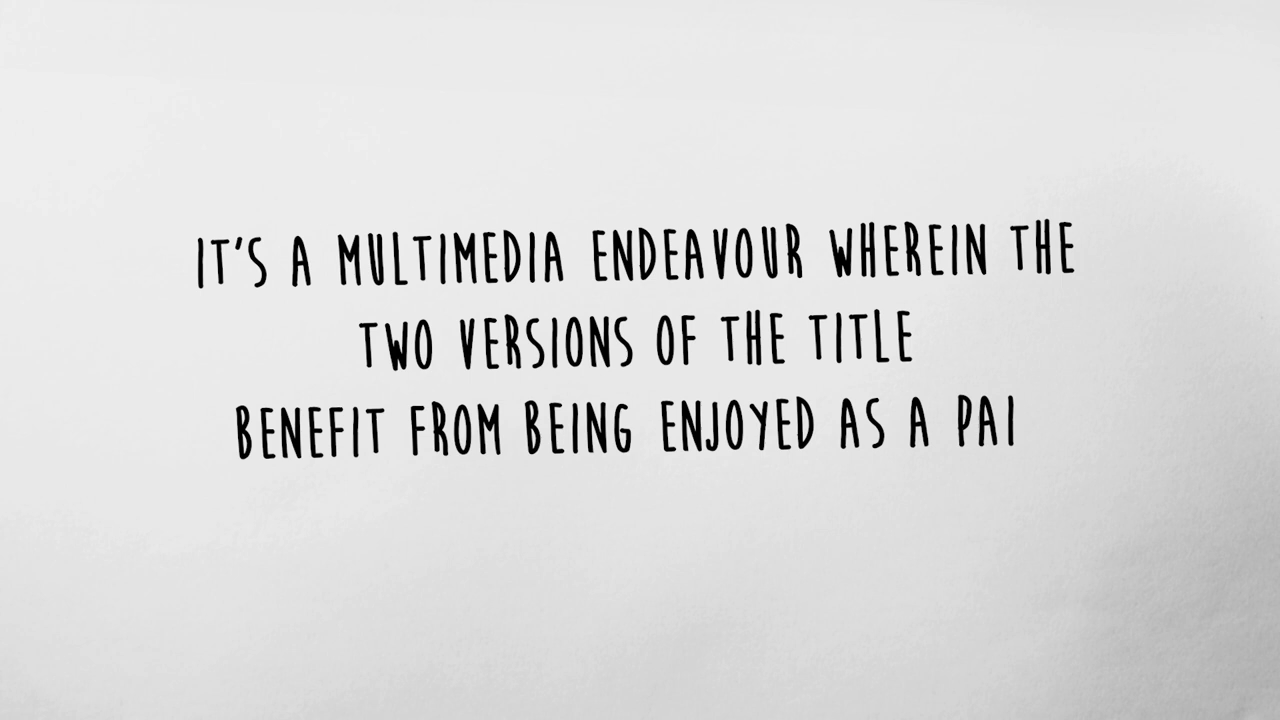 IT'S A MULTIMEDIA ENDEAVOUR WHEREIN THE
TWO VERSIONS OF THE TITLE
BENEFIT FROM BEING ENJOYED AS A PAI